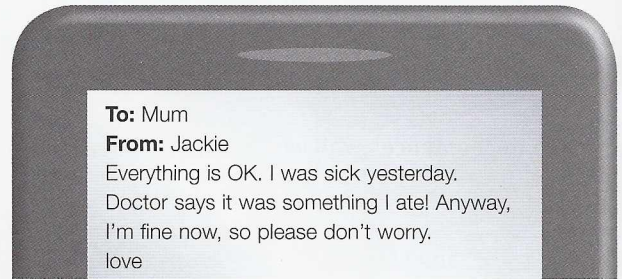 To: Mum
From: Jackie
Everything is OK. I was sick yesterday.
Doctor says it was something I ate! Anyway,
I'm fine now, so please don't worry.
love